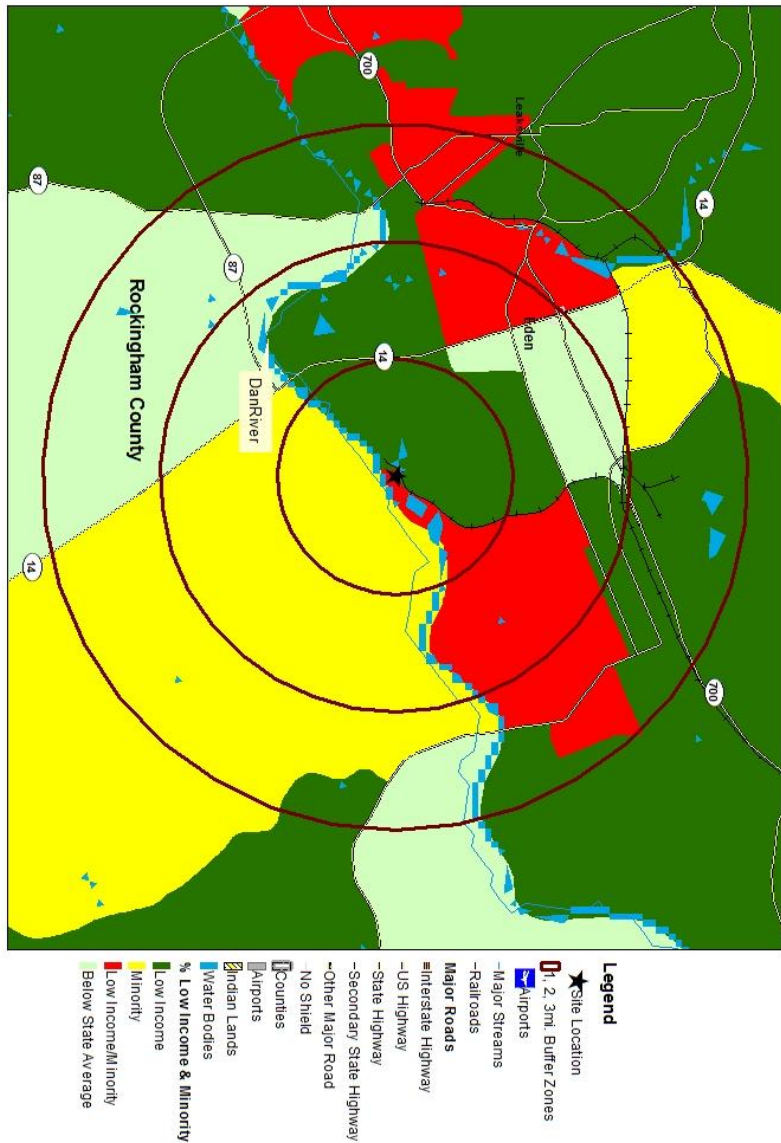 Leaksville
700
14
87
87
Rockingham County
Eden
14
DanRiver
14
700
Legend
Site Location
1, 2, 3mi. Buffer Zones
Airports
Major Streams
Railroads
Major Roads
Interstate Highway
US Highway
State Highway
Secondary State Highway
Other Major Road
No Shield
Counties
Airports
Indian Lands
Water Bodies
% Low Income & Minority
Low Income
Minority
Low Income/Minority
Below State Average